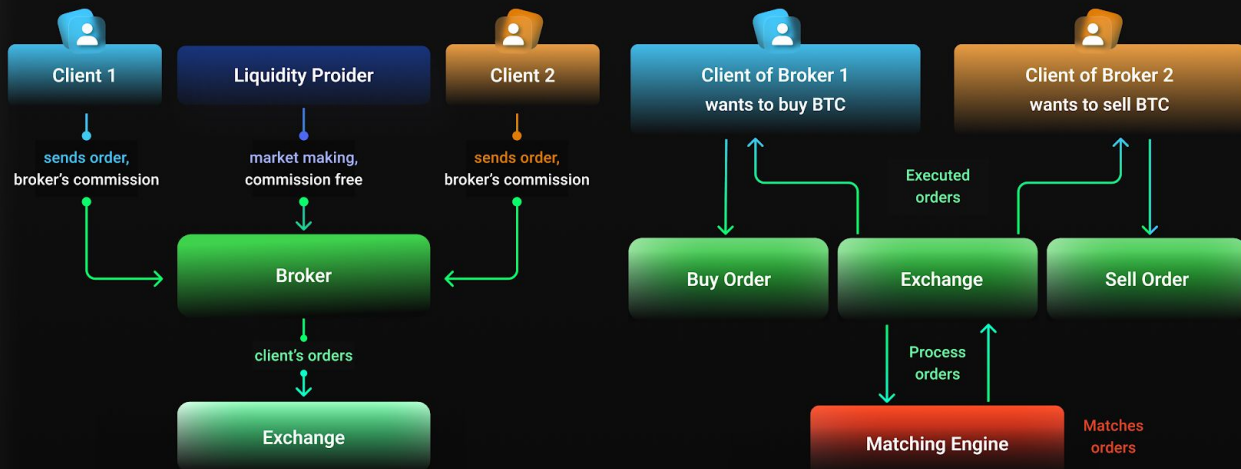 Client 1
Liquidity Proider
Client 2
sends order,
broker's commission
market making,
commission free
sends order,
broker's commission
Broker
client's orders
Exchange
Client of Broker 1
wants to buy BTC
Client of Broker 2
wants to sell BTC
Executed
orders
Buy Order
Exchange
Sell Order
Process
orders
Matching Engine
Matches
orders